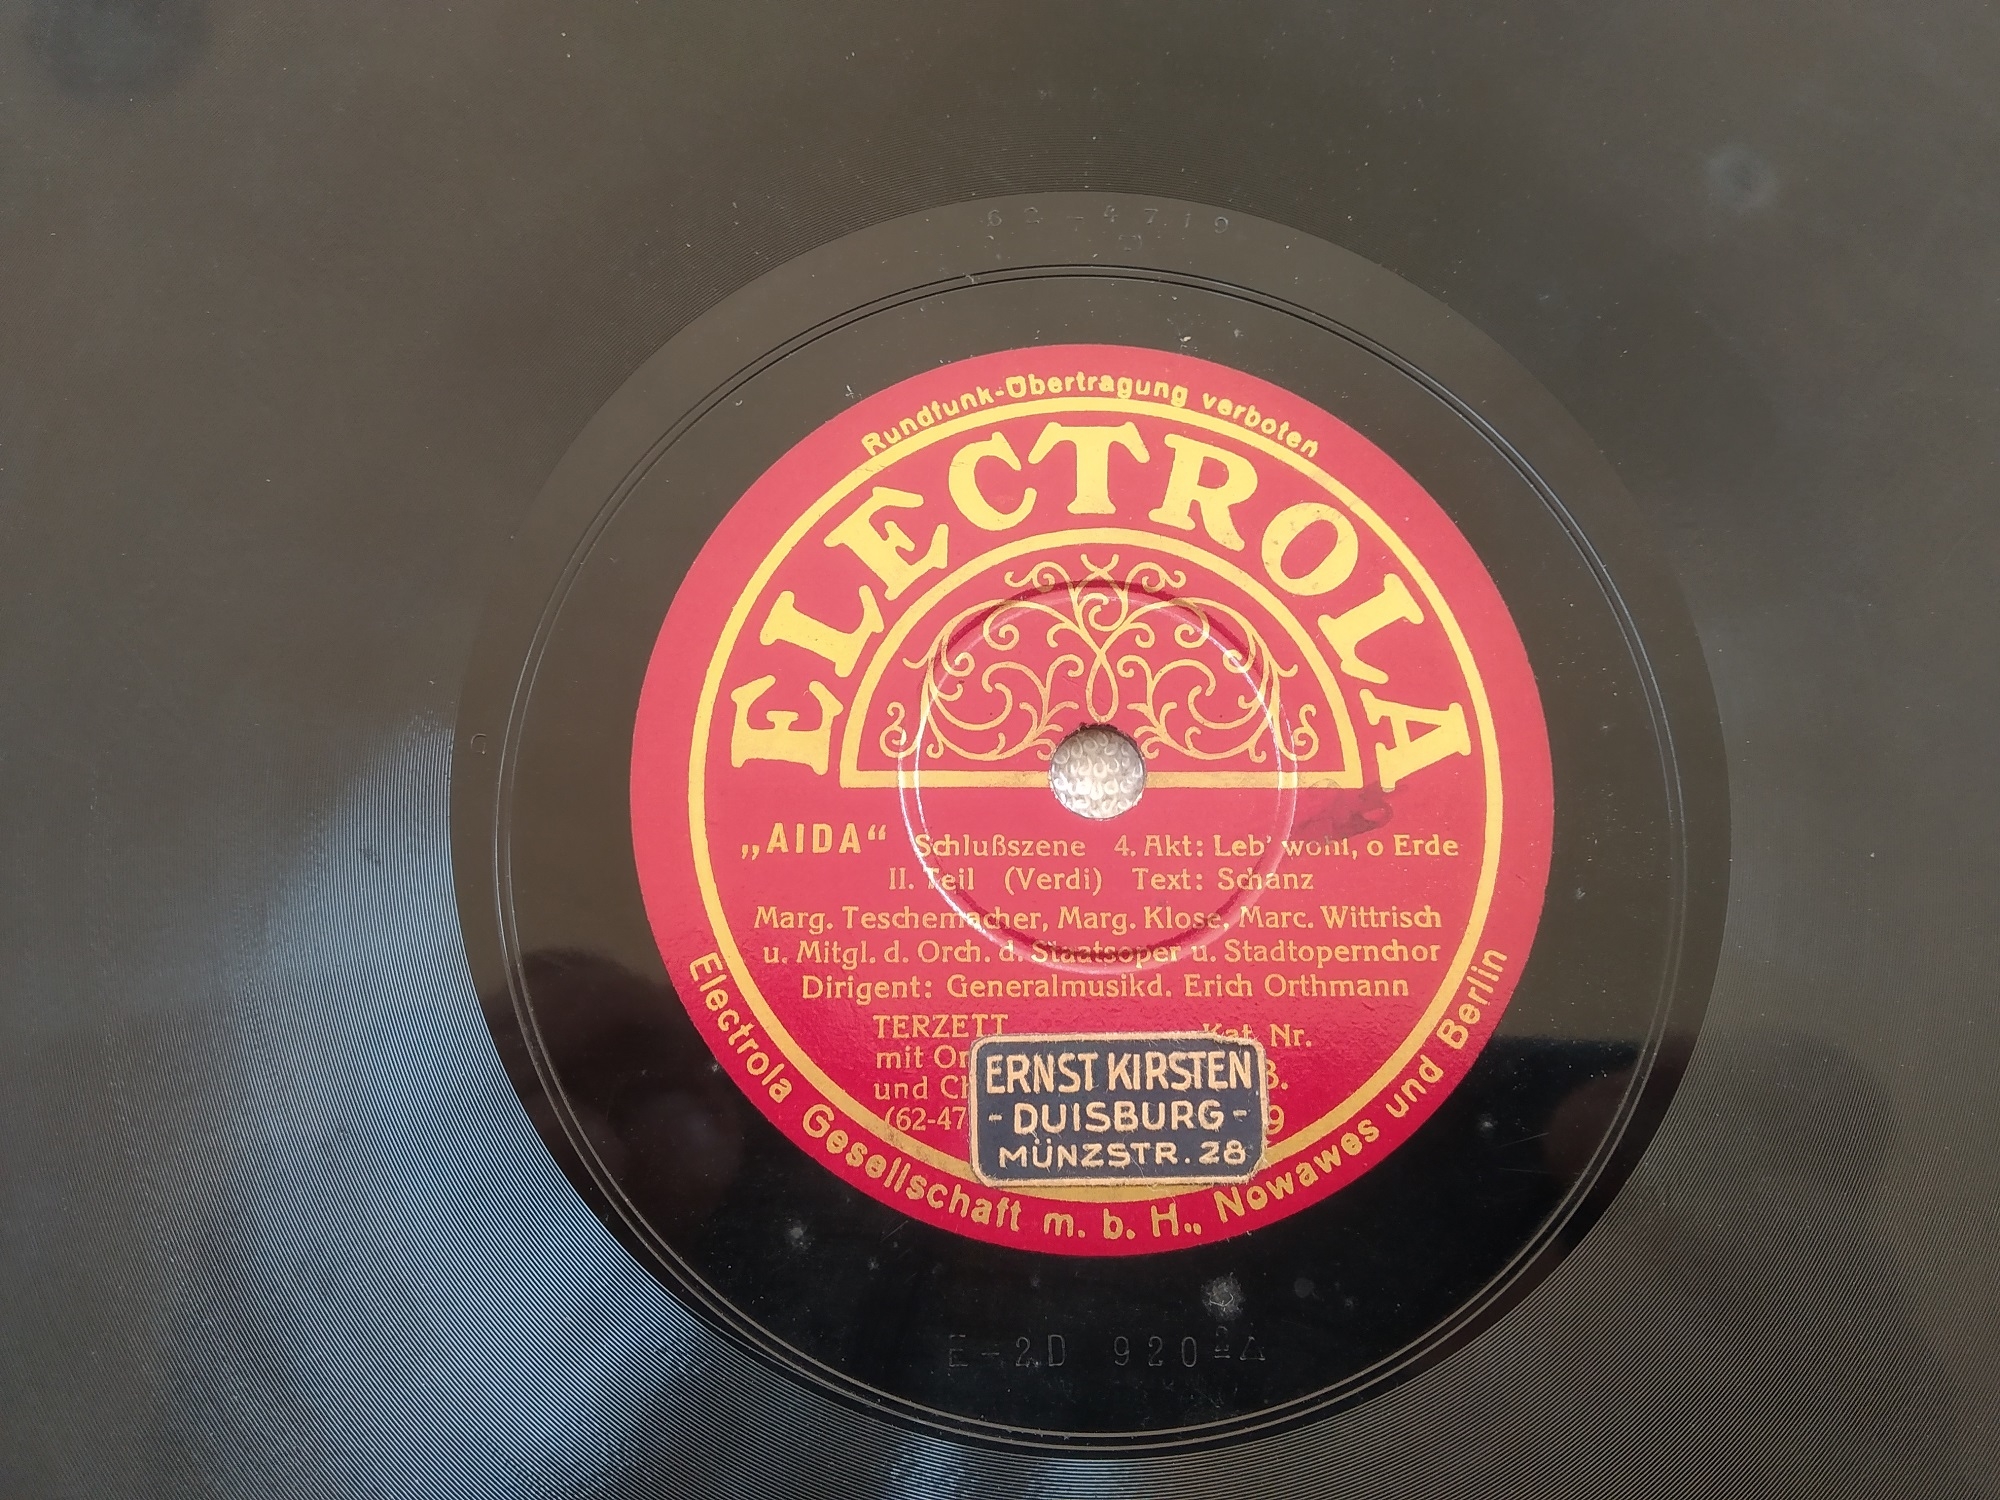 62-4719
Rundfunk-Übertragung verboten
ELECTROLA
„AIDA“ Schlußszene 4. Akt: Leb' wohl, o Erde
II. Teil (Verdi) Text: Schanz
Marg. Teschemacher, Marg. Klose, Marc. Wittrisch
u. Mitgl. d. Orch. d. Staatsoper u. Stadtopernchor
Dirigent: Generalmusikd. Erich Orthmann
TERZETT Kat. Nr.
mit Or
und Ch
(62-47 9
ERNST KIRSTEN
- DUISBURG -
MÜNZSTR. 28
Electrola Gesellschaft m. b. H., Nowawes und Berlin
E-2D 920